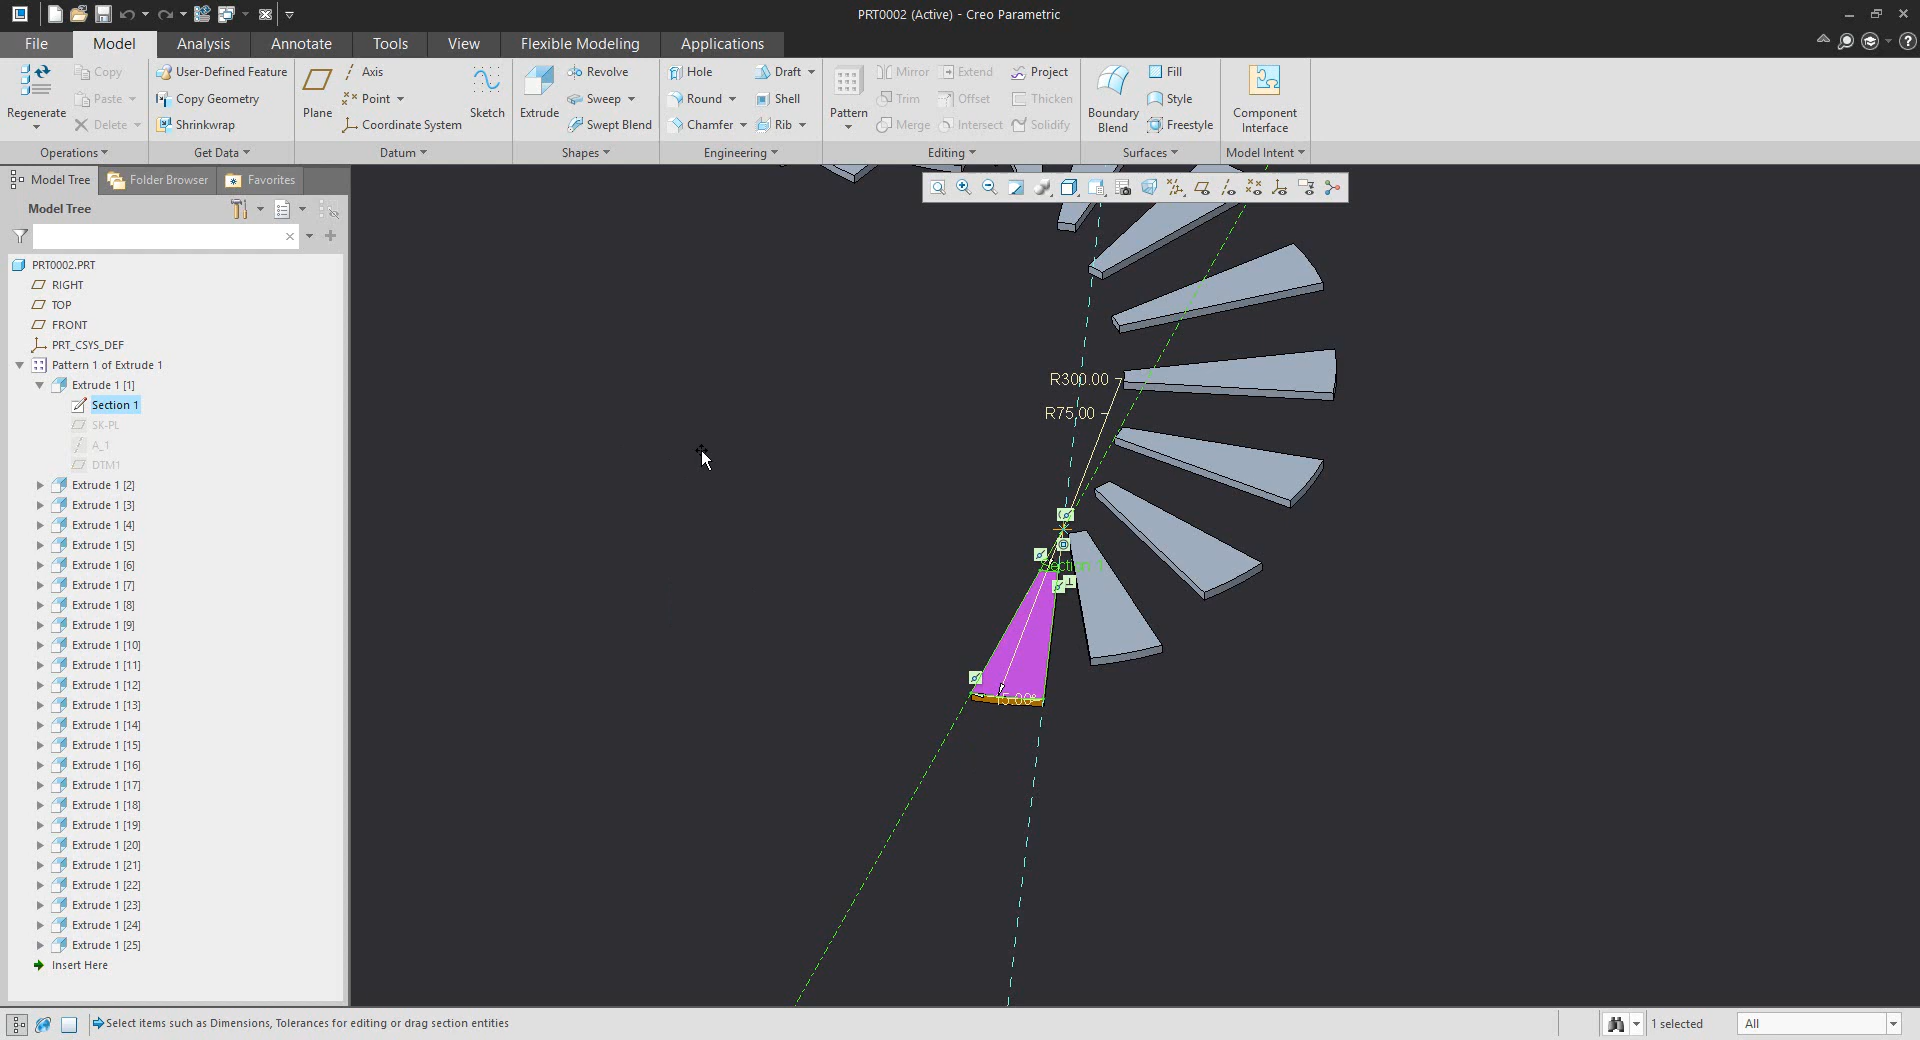 PRT0002 (Active) - Creo Parametric
File Model Analysis Annotate Tools View Flexible Modeling Applications
Regenerate
Copy
Paste
Delete
Operations
User-Defined Feature
Copy Geometry
Shrinkwrap
Get Data
Plane
Axis
Point
Coordinate System
Sketch
Datum
Extrude
Revolve
Sweep
Swept Blend
Shapes
Hole
Round
Chamfer
Draft
Shell
Rib
Engineering
Pattern
Mirror
Trim
Merge
Extend
Offset
Intersect
Project
Thicken
Solidify
Editing
Boundary
Blend
Fill
Style
Freestyle
Surfaces
Component
Interface
Model Intent
Model Tree Folder Browser Favorites
Model Tree
PRT0002.PRT
RIGHT
TOP
FRONT
PRT_CSYS_DEF
Pattern 1 of Extrude 1
Extrude 1 [1]
Section 1
SK-PL
A_1
DTM1
Extrude 1 [2]
Extrude 1 [3]
Extrude 1 [4]
Extrude 1 [5]
Extrude 1 [6]
Extrude 1 [7]
Extrude 1 [8]
Extrude 1 [9]
Extrude 1 [10]
Extrude 1 [11]
Extrude 1 [12]
Extrude 1 [13]
Extrude 1 [14]
Extrude 1 [15]
Extrude 1 [16]
Extrude 1 [17]
Extrude 1 [18]
Extrude 1 [19]
Extrude 1 [20]
Extrude 1 [21]
Extrude 1 [22]
Extrude 1 [23]
Extrude 1 [24]
Extrude 1 [25]
Insert Here
R300.00
R75.00
Section 1
15.00°
Select items such as Dimensions, Tolerances for editing or drag section entities
1 selected
All